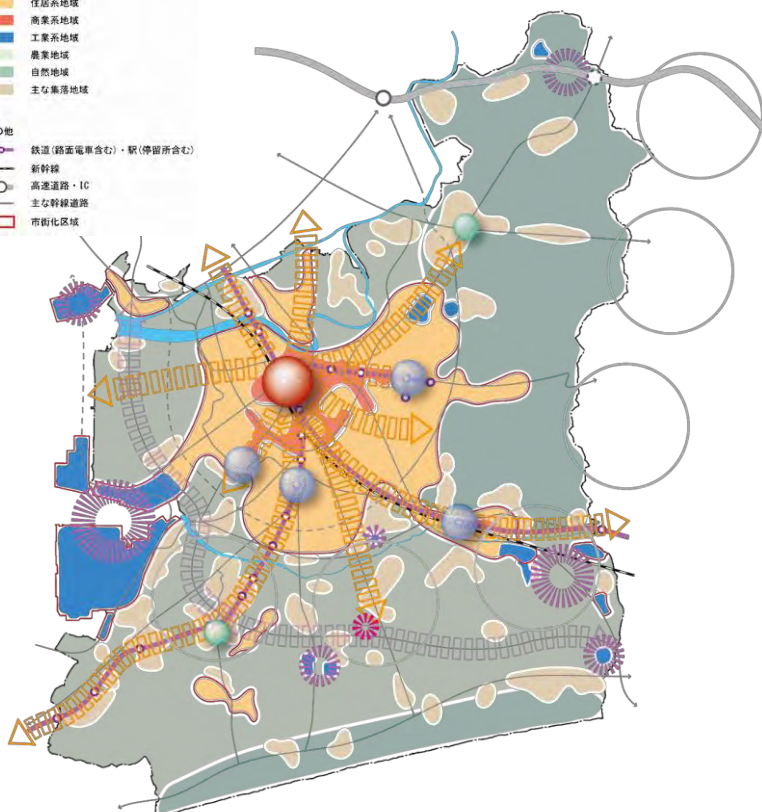 住居系地域
商業系地域
工業系地域
農業地域
自然地域
主な集落地域
の他
鉄道(路面電車含む)・駅(停留所含む)
新幹線
高速道路・IC
主な幹線道路
市街化区域